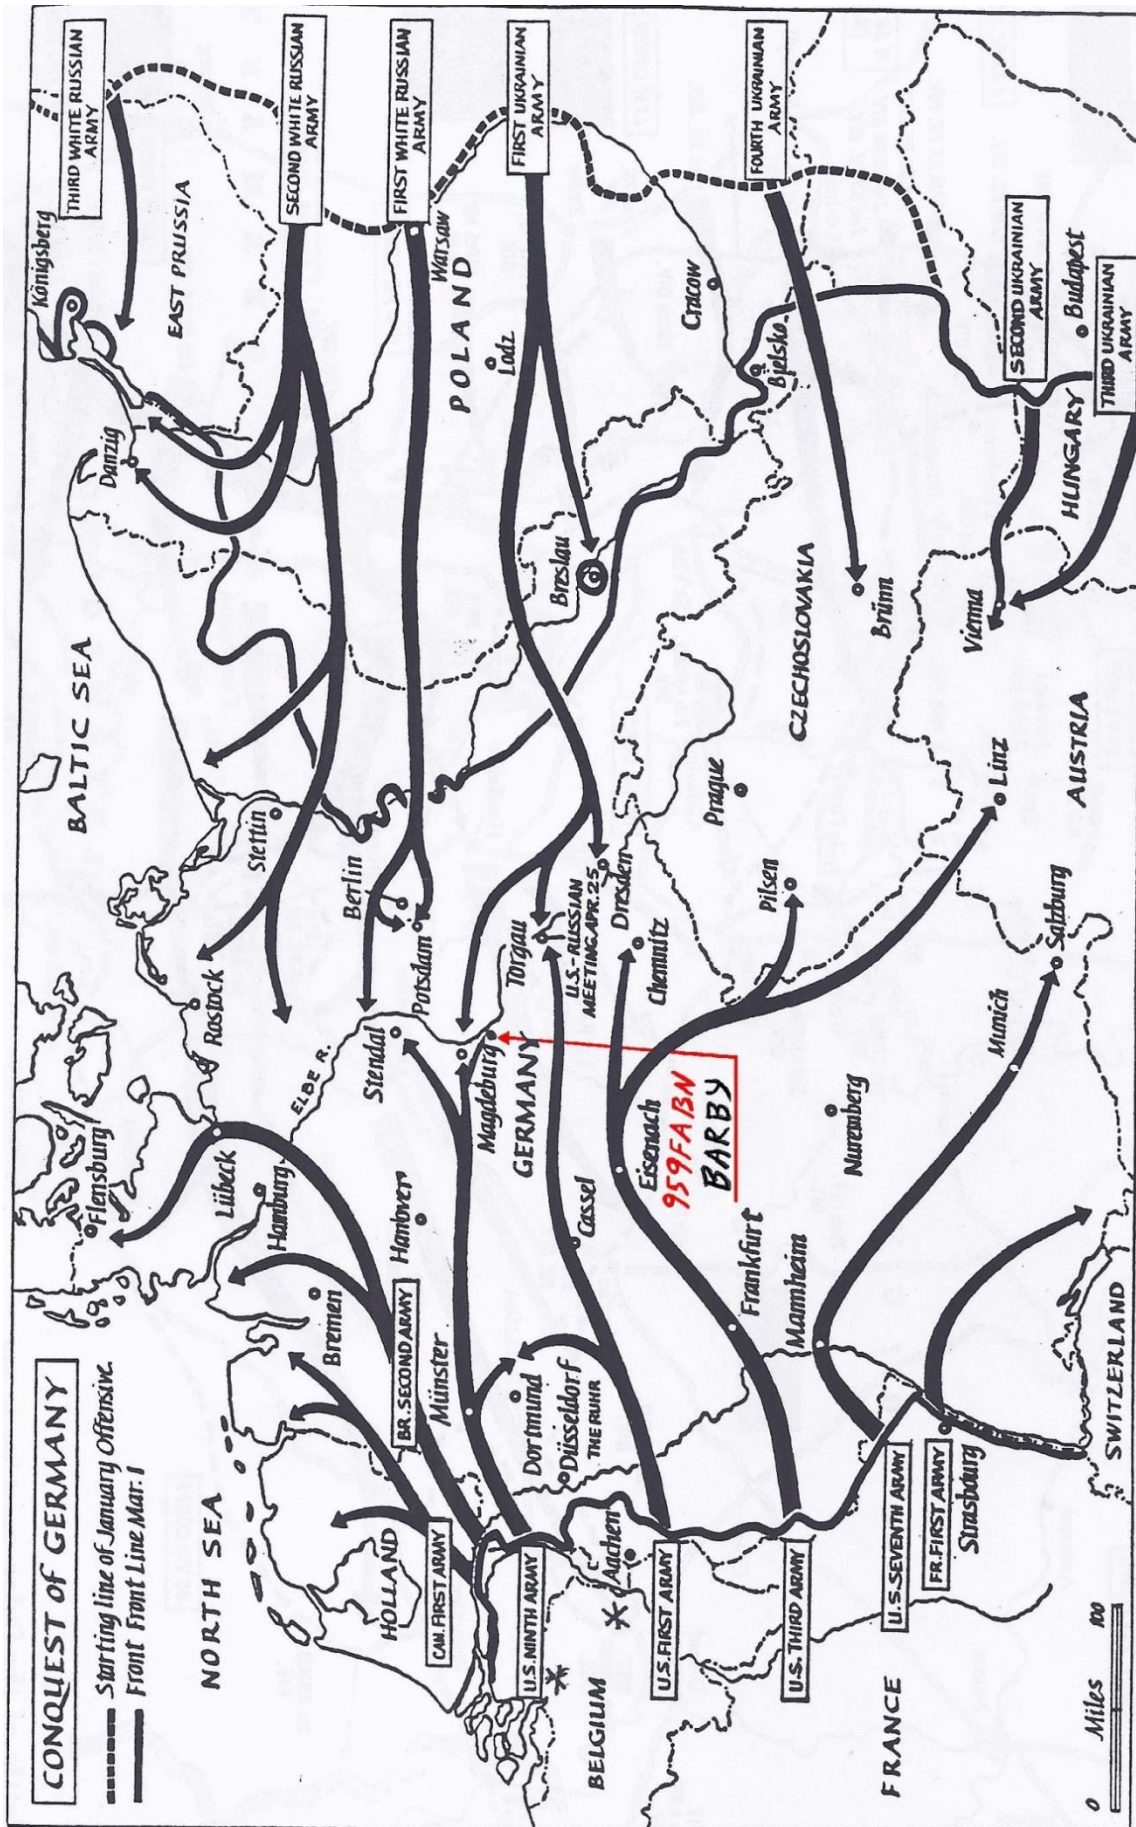 CONQUEST OF GERMANY
Starting line of January Offensive.
Front Front Line Mar. 1
NORTH SEA
BALTIC SEA
Flensburg
Lübeck
Hamburg
Bremen
Rostock
Stettin
ELBE R.
Danzig
Königsberg
EAST PRUSSIA
THIRD WHITE RUSSIAN
ARMY
SECOND WHITE RUSSIAN
ARMY
FIRST WHITE RUSSIAN
ARMY
FIRST UKRAINIAN
ARMY
FOURTH UKRAINIAN
ARMY
SECOND UKRAINIAN
ARMY
THIRD UKRAINIAN
ARMY
HOLLAND
CAN. FIRST ARMY
BR. SECOND ARMY
Hanover
Münster
Stendal
Berlin
Potsdam
Warsaw
POLAND
Lodz
U.S. NINTH ARMY
Dortmund
Düsseldorf
THE RUHR
Magdeburg
GERMANY
Torgau
U.S.-RUSSIAN
MEETING. APR. 25
Dresden
Chemnitz
Breslau
Cracow
Bjelsko
BELGIUM
Aachen
Cassel
Eisenach
959FABN
BARBY
U.S. FIRST ARMY
U.S. THIRD ARMY
Frankfurt
Mannheim
Nuremberg
Pilsen
Prague
CZECHOSLOVAKIA
Brünn
FRANCE
U.S. SEVENTH ARMY
FR. FIRST ARMY
Strasbourg
Munich
Salzburg
Linz
Vienna
AUSTRIA
HUNGARY
Budapest
SWITZERLAND
0 Miles 100